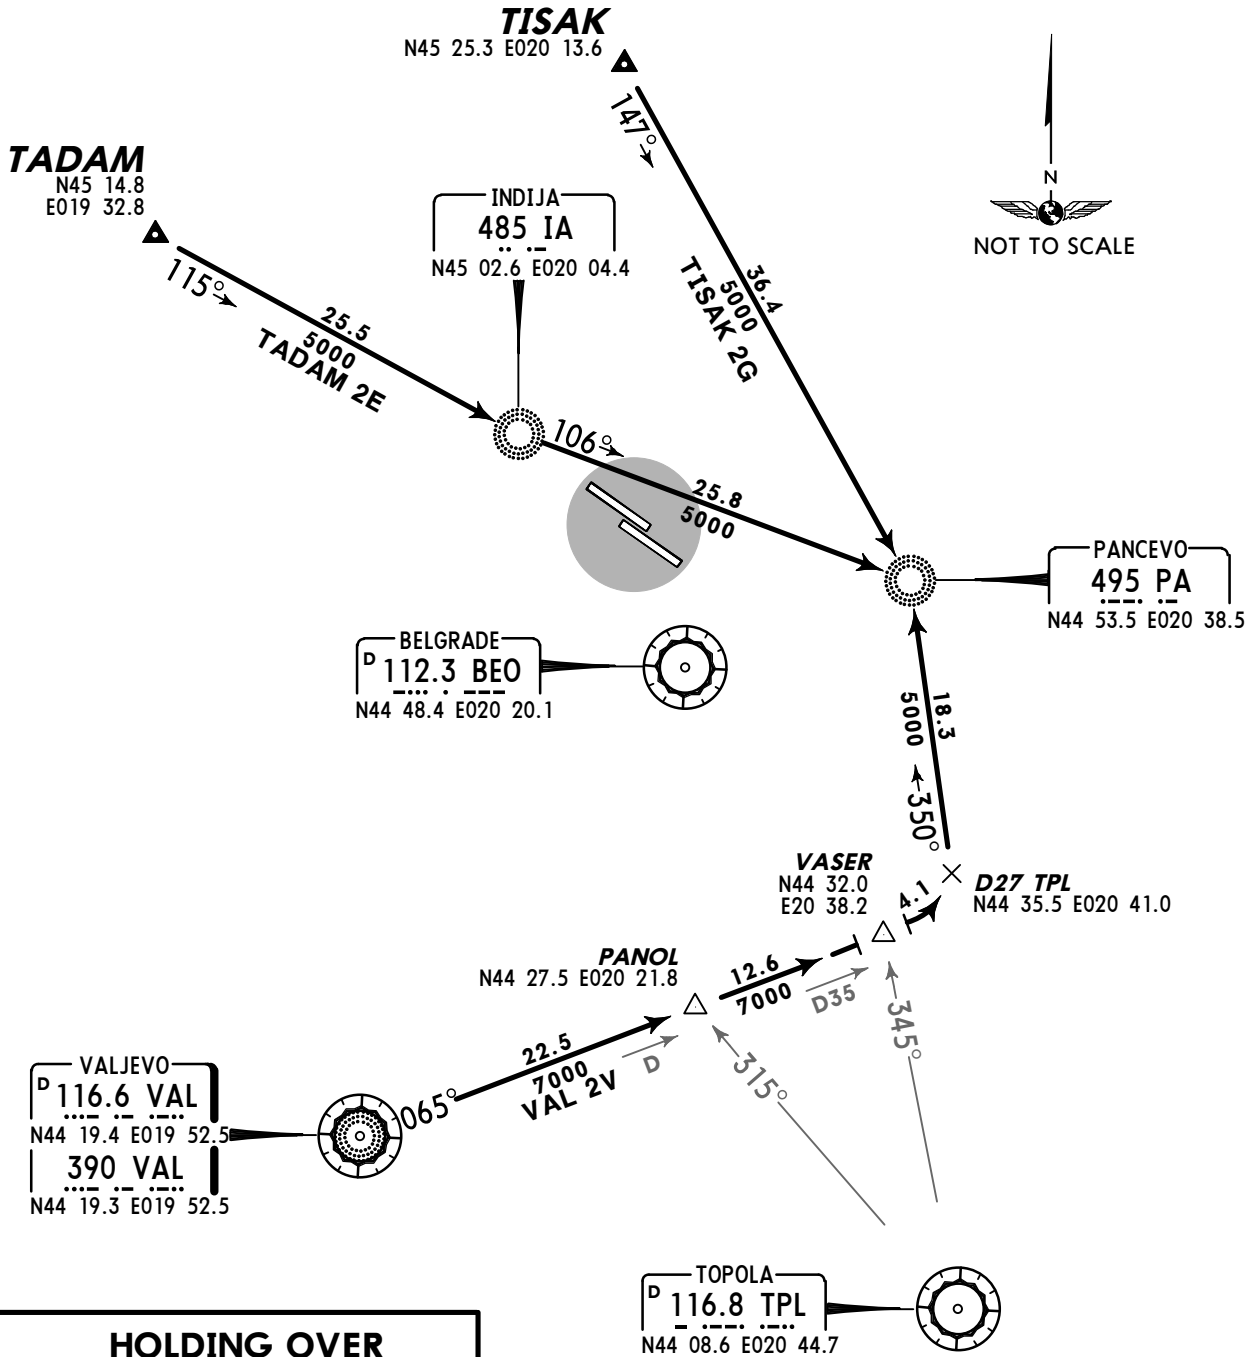 TISAK
N45 25.3 E020 13.6
147°
TADAM
N45 14.8
E019 32.8
115°
25.5
5000
TADAM 2E
INDIJA
485 IA
N45 02.6 E020 04.4
36.4
5000
TISAK 2G
N
NOT TO SCALE
106°
25.8
5000
PANCEVO
495 PA
N44 53.5 E020 38.5
BELGRADE
D 112.3 BEO
N44 48.4 E020 20.1
18.3
5000
350°
VASER
N44 32.0
E20 38.2
4.1
D27 TPL
N44 35.5 E020 41.0
PANOL
N44 27.5 E020 21.8
12.6
7000
D35
345°
315°
22.5
7000
VAL 2V
D
065°
VALJEVO
D 116.6 VAL
N44 19.4 E019 52.5
390 VAL
N44 19.3 E019 52.5
TOPOLA
D 116.8 TPL
N44 08.6 E020 44.7
HOLDING OVER